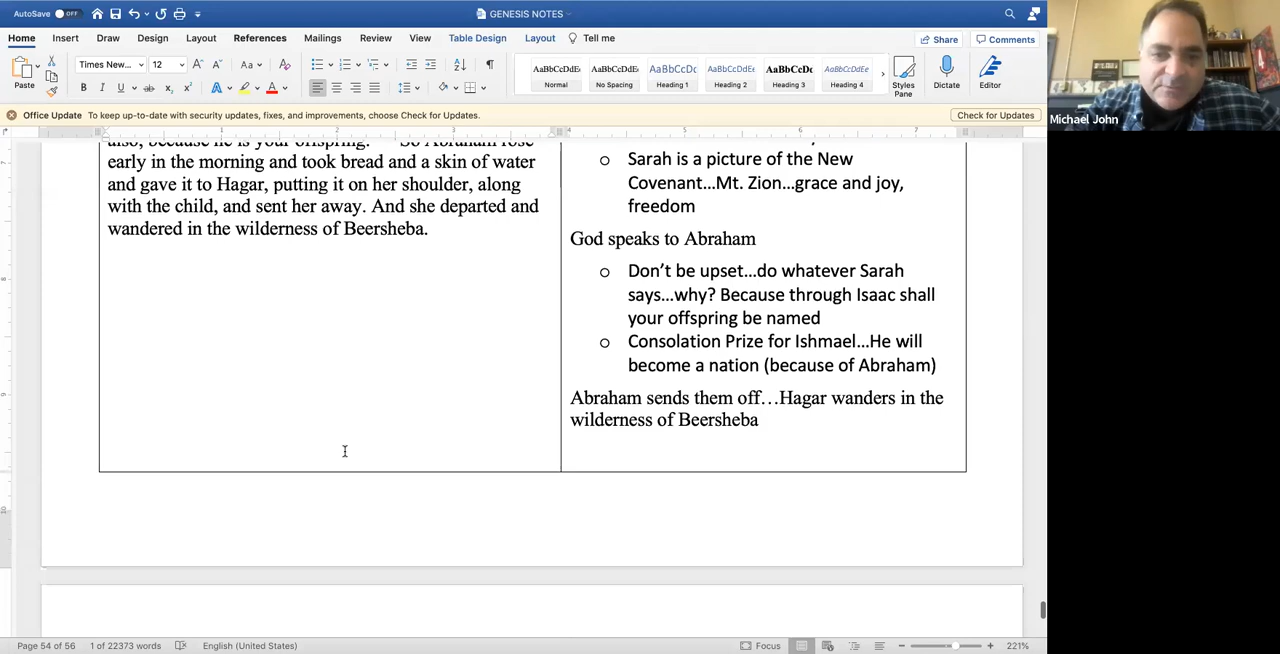 AutoSave OFF GENESIS NOTES
Home Insert Draw Design Layout References Mailings Review View Table Design Layout Tell me Share Comments
Paste Times New... 12 Aa
AaBbCcDdEe AaBbCcDdEe AaBbCcDc AaBbCcDdEe AaBbCcDc AaBbCcDdEe
Normal No Spacing Heading 1 Heading 2 Heading 3 Heading 4 Styles Pane Dictate Editor
Office Update To keep up-to-date with security updates, fixes, and improvements, choose Check for Updates. Check for Updates
Michael John
also, because he is your offspring." So Abraham rose
early in the morning and took bread and a skin of water
and gave it to Hagar, putting it on her shoulder, along
with the child, and sent her away. And she departed and
wandered in the wilderness of Beersheba.
Sarah is a picture of the New
Covenant…Mt. Zion…grace and joy,
freedom
God speaks to Abraham
Don't be upset…do whatever Sarah
says…why? Because through Isaac shall
your offspring be named
Consolation Prize for Ishmael…He will
become a nation (because of Abraham)
Abraham sends them off…Hagar wanders in the
wilderness of Beersheba
Page 54 of 56 1 of 22373 words English (United States) Focus 221%